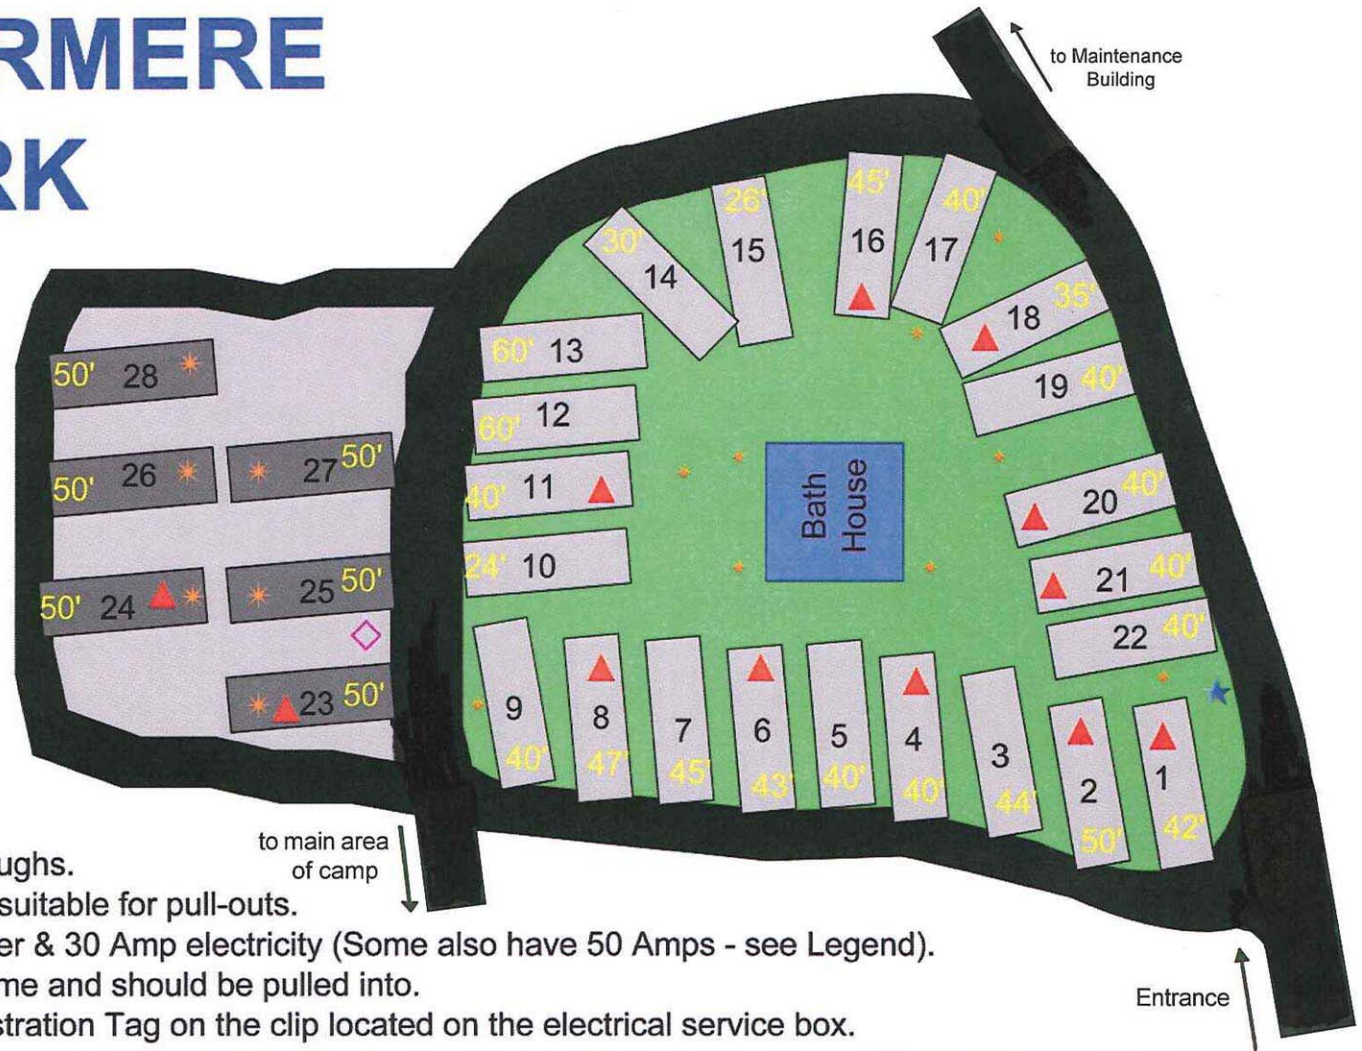 RMERE
RK
to Maintenance
Building
45'
40'
26'
16
17
30'
15
14
18 35'
60' 13
19 40'
50' 28
60' 12
27 50'
50' 26
40' 11
20 40'
Bath
House
24' 10
21 40'
25 50'
50' 24
22 40'
23 50'
9
8
7
6
5
4
3
2
1
40'
47'
45'
43'
40'
40'
44'
50'
42'
to main area
of camp
ughs.
suitable for pull-outs.
er & 30 Amp electricity (Some also have 50 Amps - see Legend).
me and should be pulled into.
stration Tag on the clip located on the electrical service box.
Entrance